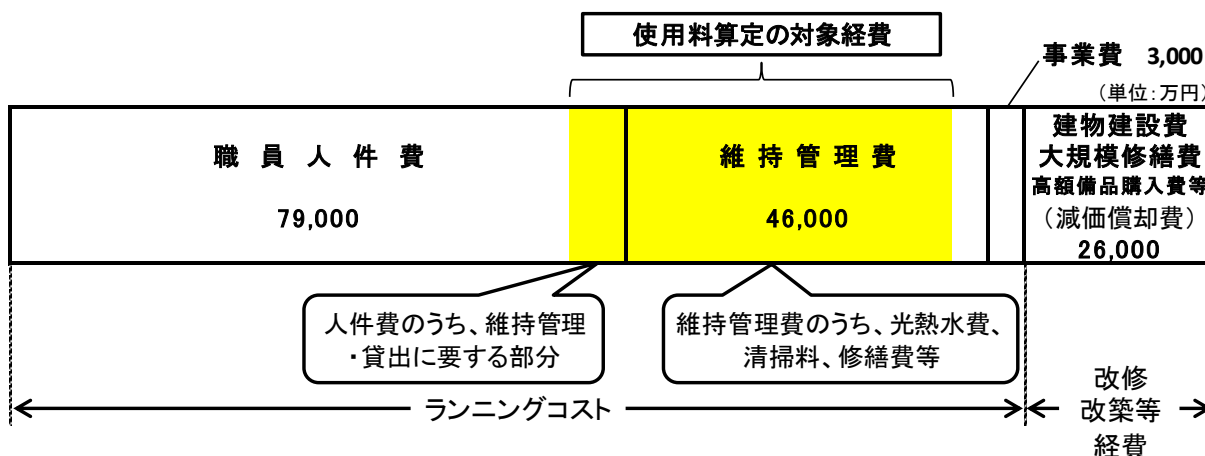 使用料算定の対象経費
事業費 3,000
（単位：万円）
職員人件費
79,000
維持管理費
46,000
建物建設費
大規模修繕費
高額備品購入費等
（減価償却費）
26,000
人件費のうち、維持管理
・貸出に要する部分
維持管理費のうち、光熱水費、
清掃料、修繕費等
ランニングコスト
改修
改築等
経費